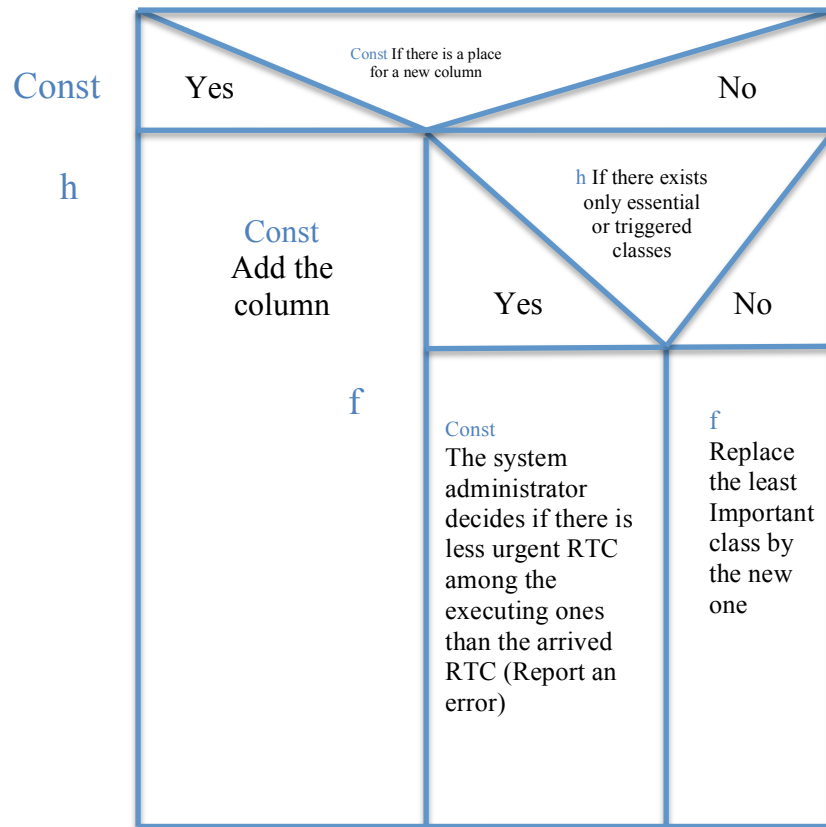 Const If there is a place
for a new column
Const
Yes
No
h
h If there exists
only essential
or triggered
classes
Const
Add the
column
Yes
No
f
Const
The system
administrator
decides if there is
less urgent RTC
among the
executing ones
than the arrived
RTC (Report an
error)
f
Replace
the least
Important
class by
the new
one